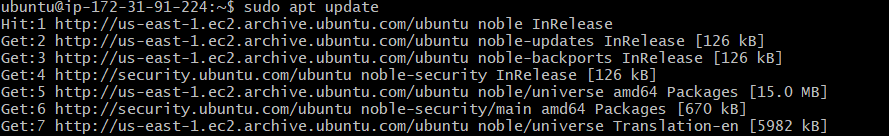 ubuntu@ip-172-31-91-224:~$ sudo apt update
Hit:1 http://us-east-1.ec2.archive.ubuntu.com/ubuntu noble InRelease
Get:2 http://us-east-1.ec2.archive.ubuntu.com/ubuntu noble-updates InRelease [126 kB]
Get:3 http://us-east-1.ec2.archive.ubuntu.com/ubuntu noble-backports InRelease [126 kB]
Get:4 http://security.ubuntu.com/ubuntu noble-security InRelease [126 kB]
Get:5 http://us-east-1.ec2.archive.ubuntu.com/ubuntu noble/universe amd64 Packages [15.0 MB]
Get:6 http://security.ubuntu.com/ubuntu noble-security/main amd64 Packages [670 kB]
Get:7 http://us-east-1.ec2.archive.ubuntu.com/ubuntu noble/universe Translation-en [5982 kB]